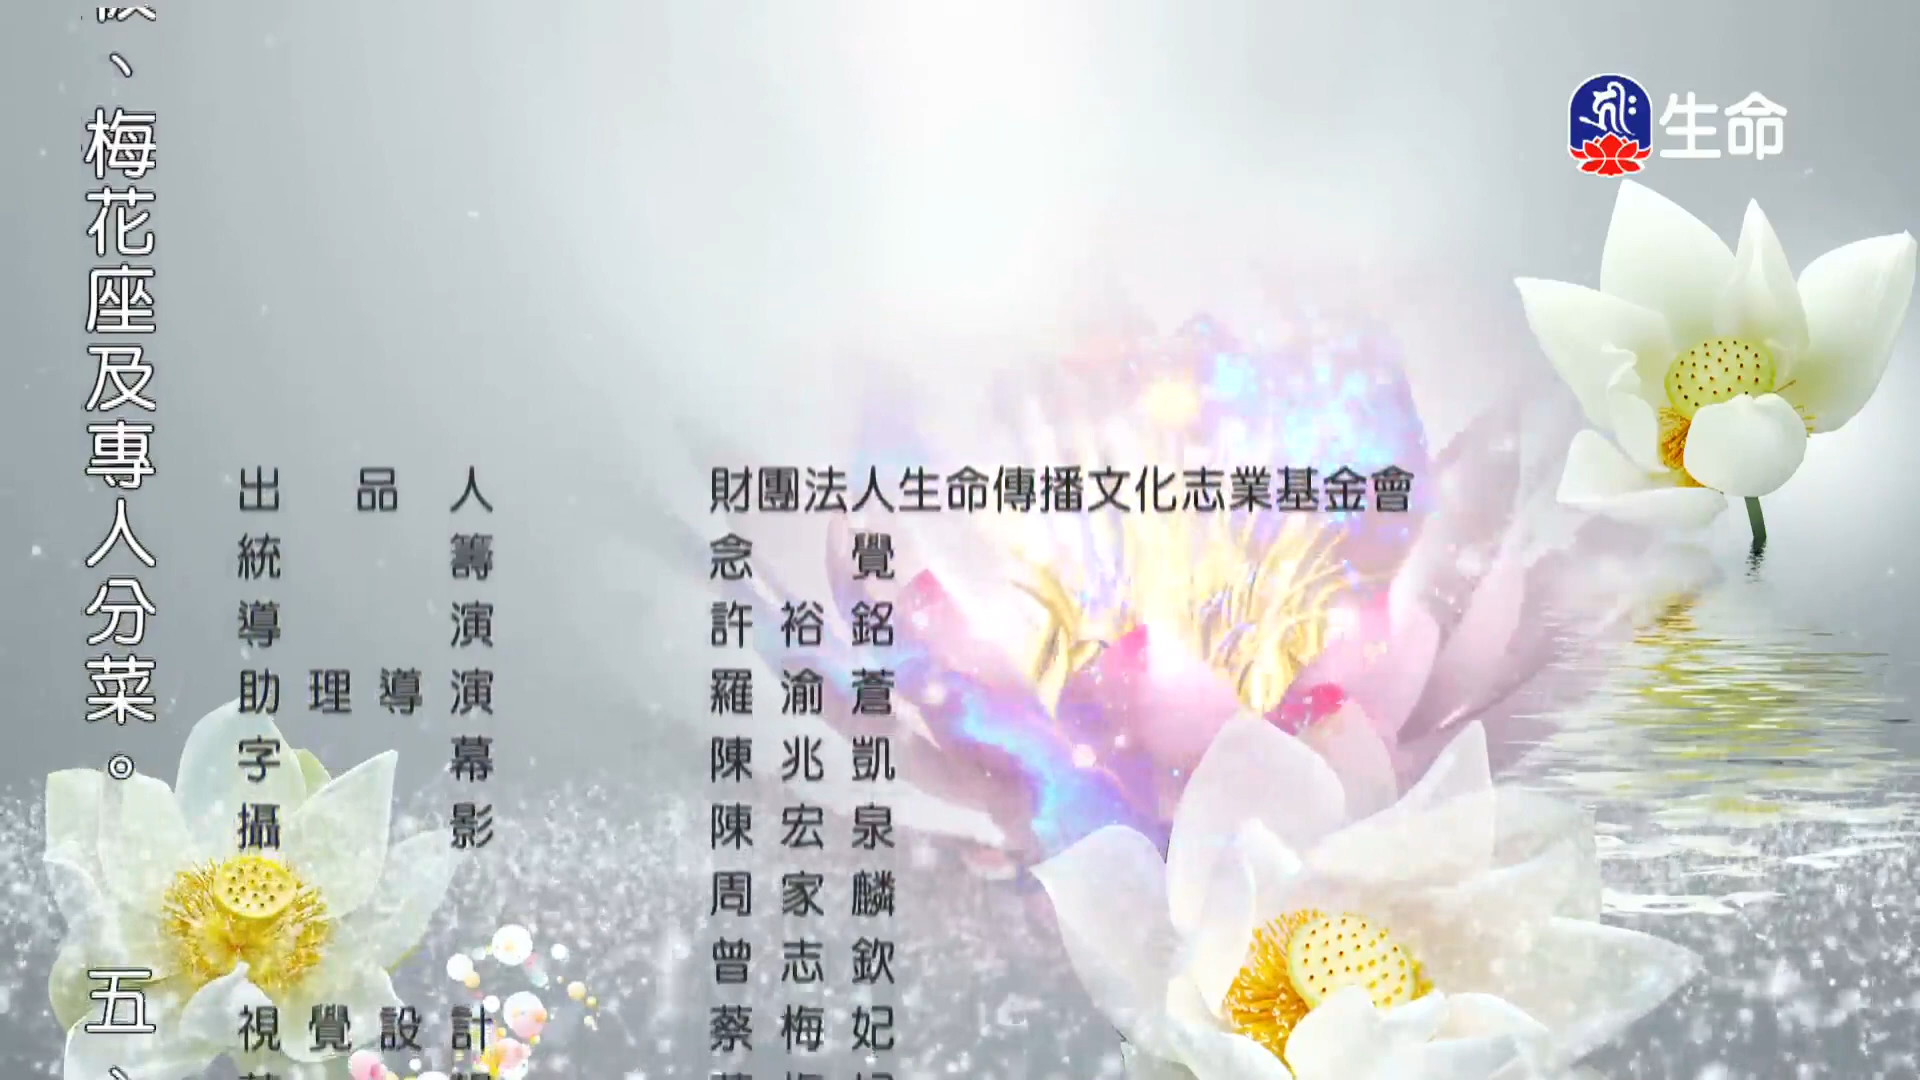 、梅花座及專人分菜。 五、
生命
出品人 財團法人生命傳播文化志業基金會
統籌 念覺
導演 許裕銘
助理導演 羅渝蒼
字幕 陳兆凱
攝影 陳宏泉
周家麟
曾志欽
視覺設計 蔡梅妃